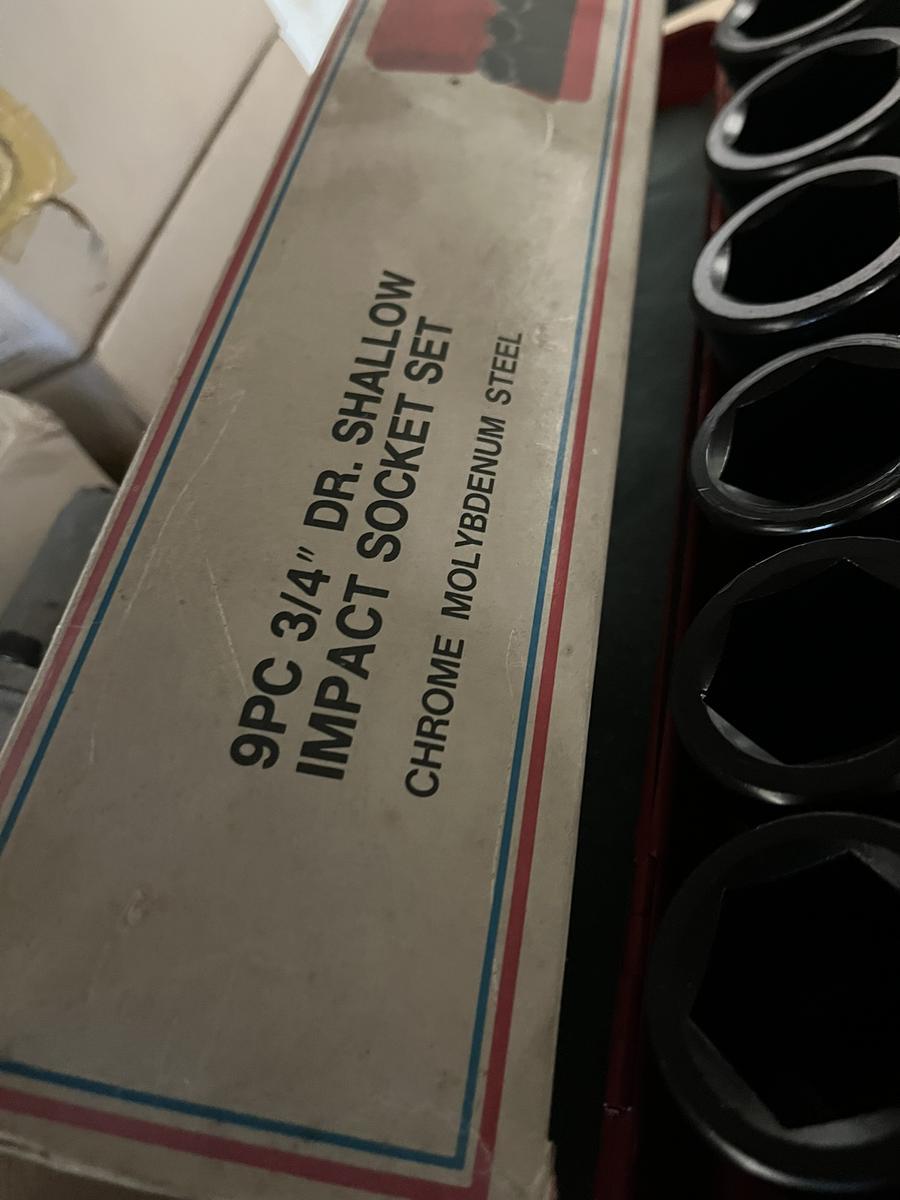 9PC 3/4" DR. SHALLOW
IMPACT SOCKET SET
CHROME MOLYBDENUM STEEL